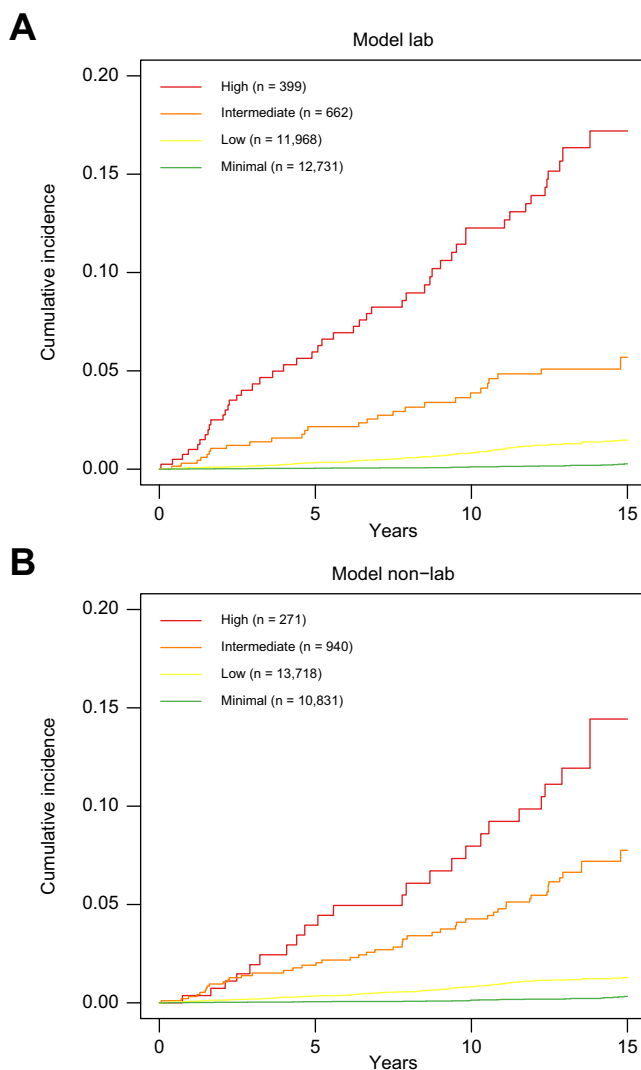 A
Model lab
0.20
0.15
0.10
0.05
0.00
Cumulative incidence
High (n = 399)
Intermediate (n = 662)
Low (n = 11,968)
Minimal (n = 12,731)
0 5 10 15
Years
B
Model non−lab
0.20
0.15
0.10
0.05
0.00
Cumulative incidence
High (n = 271)
Intermediate (n = 940)
Low (n = 13,718)
Minimal (n = 10,831)
0 5 10 15
Years